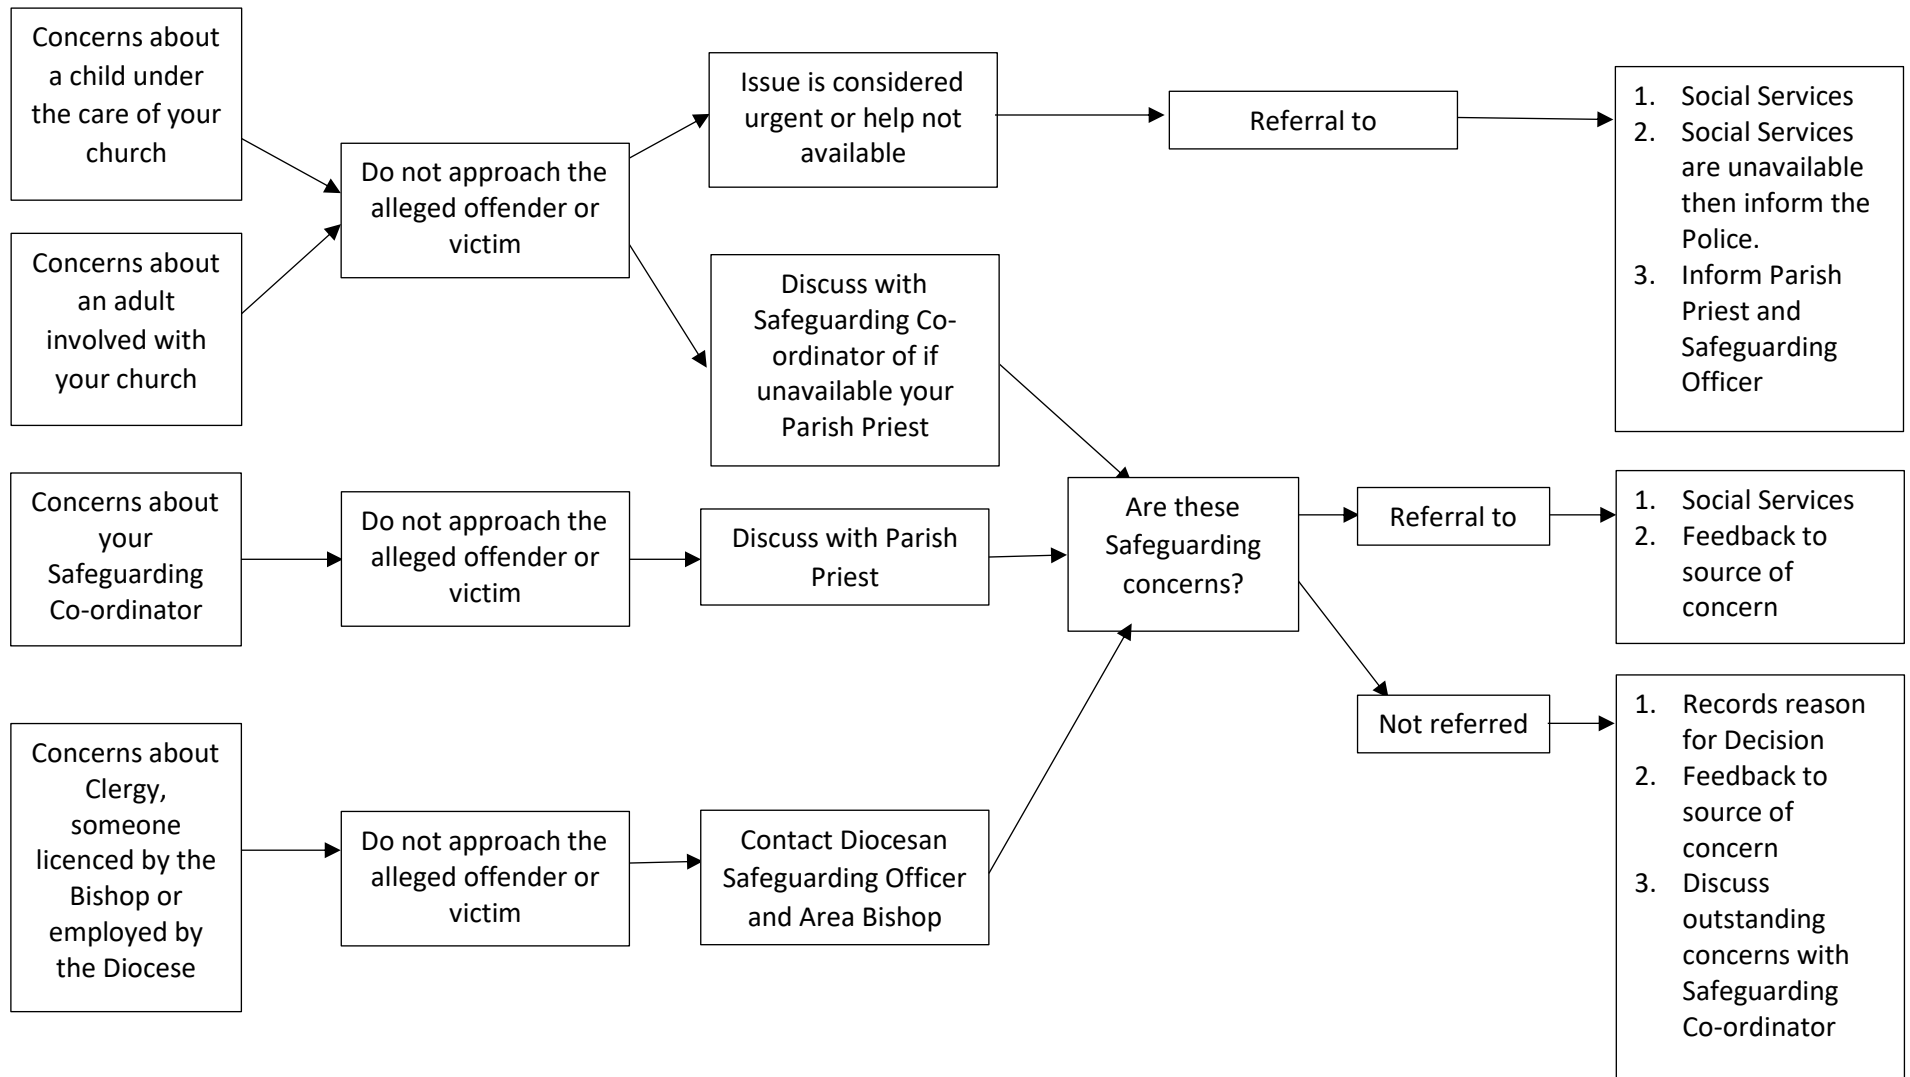 Concerns about
a child under
the care of your
church
Concerns about
an adult
involved with
your church
Do not approach the
alleged offender or
victim
Issue is considered
urgent or help not
available
Referral to
1. Social Services
2. Social Services
are unavailable
then inform the
Police.
3. Inform Parish
Priest and
Safeguarding
Officer
Discuss with
Safeguarding Co-
ordinator of if
unavailable your
Parish Priest
Concerns about
your
Safeguarding
Co-ordinator
Do not approach the
alleged offender or
victim
Discuss with Parish
Priest
Are these
Safeguarding
concerns?
Referral to
1. Social Services
2. Feedback to
source of
concern
Not referred
1. Records reason
for Decision
2. Feedback to
source of
concern
3. Discuss
outstanding
concerns with
Safeguarding
Co-ordinator
Concerns about
Clergy,
someone
licenced by the
Bishop or
employed by
the Diocese
Do not approach the
alleged offender or
victim
Contact Diocesan
Safeguarding Officer
and Area Bishop